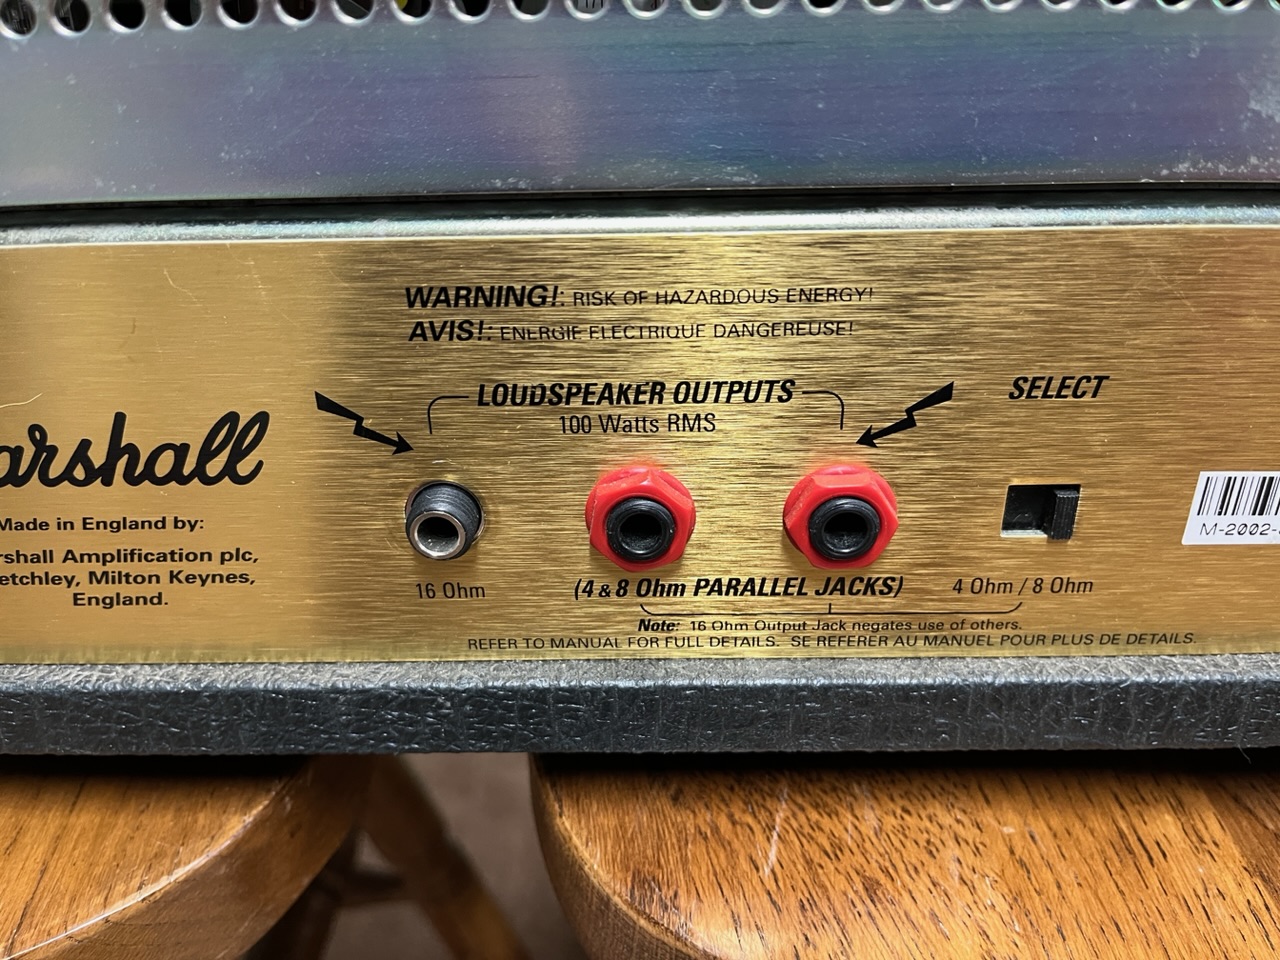 WARNING!: RISK OF HAZARDOUS ENERGY!
AVIS!: ENERGIE ELECTRIQUE DANGEREUSE!
LOUDSPEAKER OUTPUTS
100 Watts RMS
SELECT
arshall
Made in England by:
rshall Amplification plc,
etchley, Milton Keynes,
England.
16 Ohm
(4 & 8 Ohm PARALLEL JACKS)
4 Ohm / 8 Ohm
Note: 16 Ohm Output Jack negates use of others.
REFER TO MANUAL FOR FULL DETAILS. SE REFERER AU MANUEL POUR PLUS DE DETAILS.
M-2002-